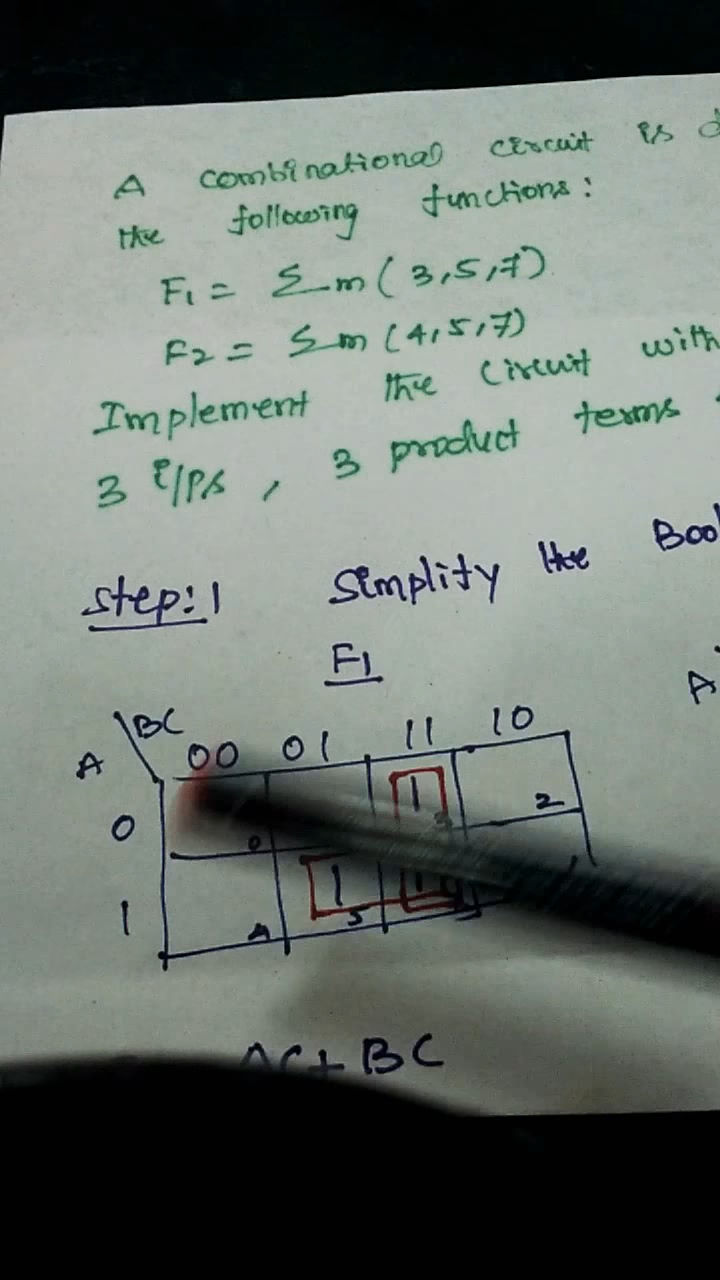 A combinational circuit is
the following functions:
F1 = Σm(3,5,7)
F2 = Σm(4,5,7)
Implement the circuit with
3 i/ps, 3 product terms
Step:1 Simplify the
F1
A
BC
00 01 11 10
A
0 0 1 3 2
1 4 1 5 1
AC + BC